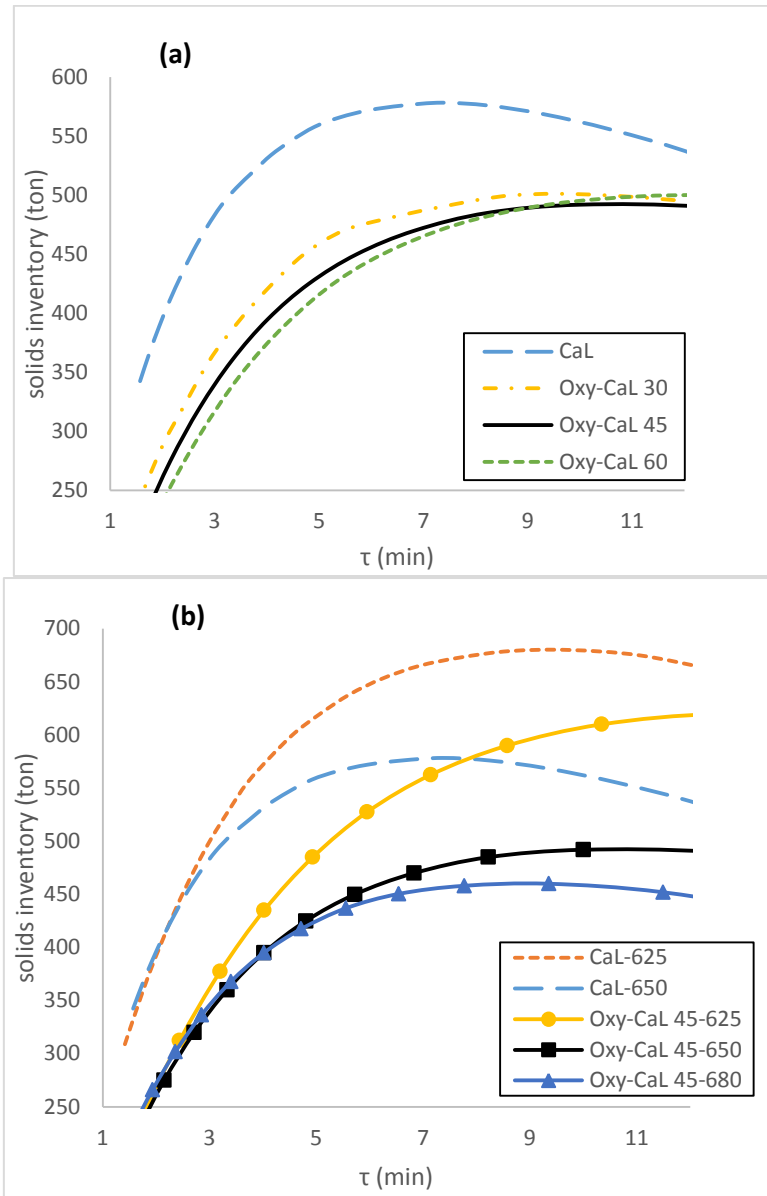 (a)
600
550
500
450
400
350
300
250
solids inventory (ton)
CaL
Oxy-CaL 30
Oxy-CaL 45
Oxy-CaL 60
1 3 5 7 9 11
τ (min)
(b)
700
650
600
550
500
450
400
350
300
250
solids inventory (ton)
CaL-625
CaL-650
Oxy-CaL 45-625
Oxy-CaL 45-650
Oxy-CaL 45-680
1 3 5 7 9 11
τ (min)